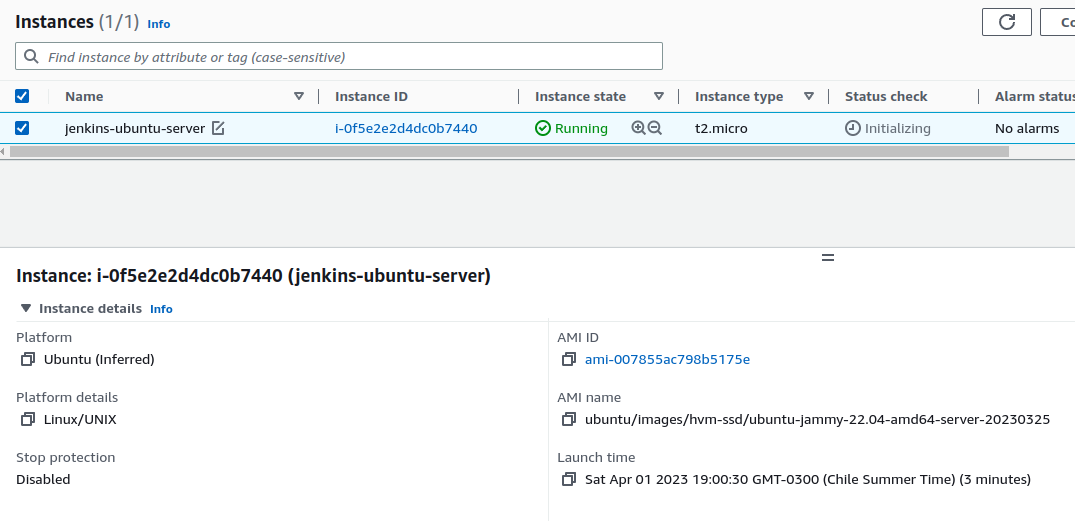 Instances (1/1) Info
Co
Find instance by attribute or tag (case-sensitive)
Name Instance ID Instance state Instance type Status check Alarm status
jenkins-ubuntu-server i-0f5e2e2d4dc0b7440 Running t2.micro Initializing No alarms
Instance: i-0f5e2e2d4dc0b7440 (jenkins-ubuntu-server)
Instance details Info
Platform AMI ID
Ubuntu (Inferred) ami-007855ac798b5175e
Platform details AMI name
Linux/UNIX ubuntu/images/hvm-ssd/ubuntu-jammy-22.04-amd64-server-20230325
Stop protection Launch time
Disabled Sat Apr 01 2023 19:00:30 GMT-0300 (Chile Summer Time) (3 minutes)